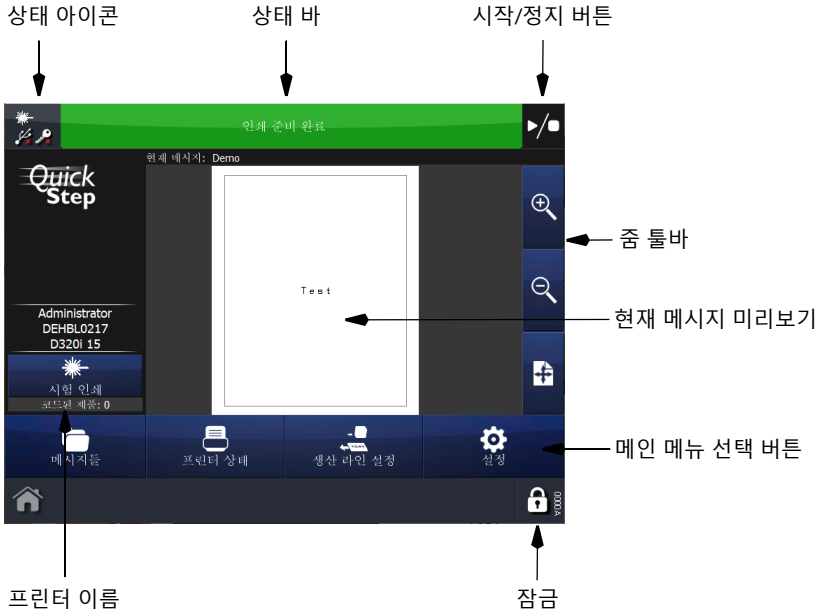 상태 아이콘
상태 바
시작/정지 버튼
인쇄 준비 완료
현재 메시지: Demo
Quick
Step
Test
줌 툴바
현재 메시지 미리보기
Administrator
DEHBL0217
D320i 15
시험 인쇄
코드된 제품: 0
메시지들
프린터 상태
생산 라인 설정
설정
메인 메뉴 선택 버튼
0000A
프린터 이름
잠금